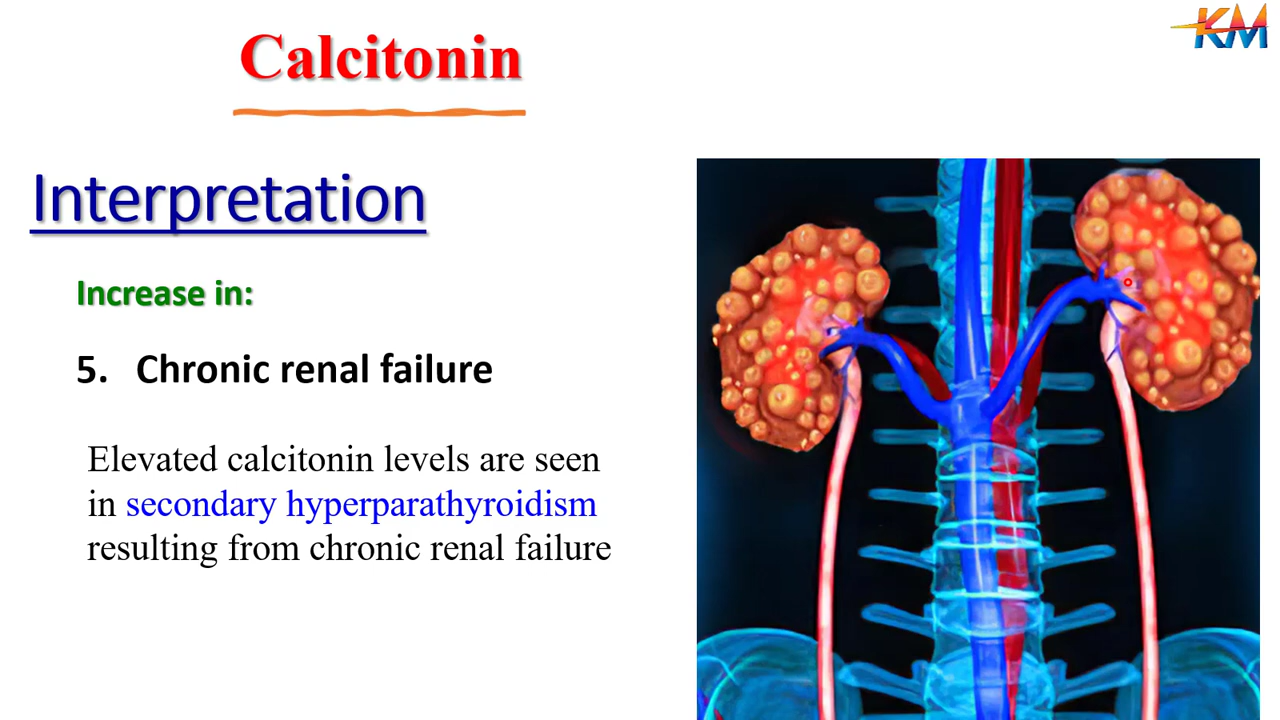 KM
Calcitonin
Interpretation
Increase in:
5. Chronic renal failure
Elevated calcitonin levels are seen
in secondary hyperparathyroidism
resulting from chronic renal failure